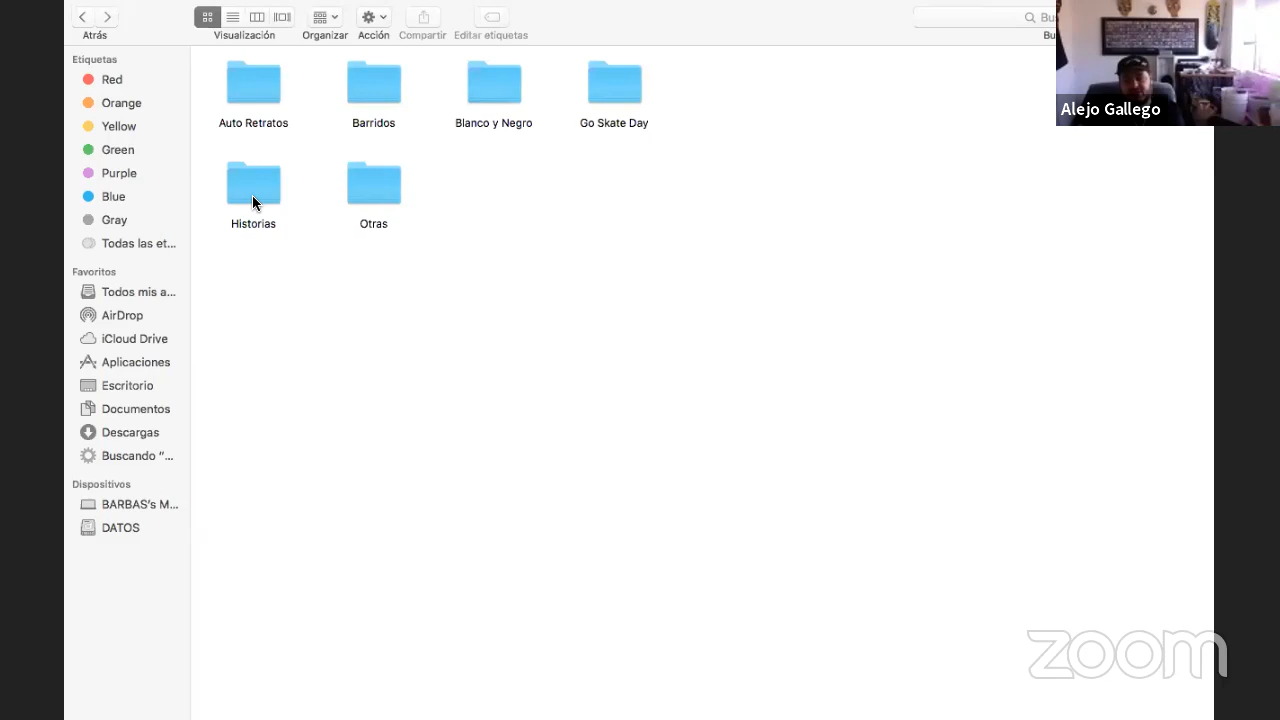 Atrás
Visualización
Organizar
Acción
Compartir
Editar etiquetas
Etiquetas
Red
Orange
Yellow
Green
Purple
Blue
Gray
Todas las et...
Favoritos
Todos mis a...
AirDrop
iCloud Drive
Aplicaciones
Escritorio
Documentos
Descargas
Buscando “...
Dispositivos
BARBAS's M...
DATOS
Auto Retratos
Barridos
Blanco y Negro
Go Skate Day
Historias
Otras
Alejo Gallego
zoom